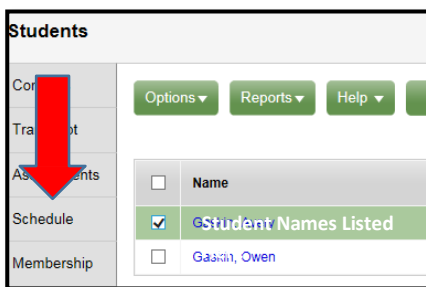 Students
Options Reports Help
Name
Schedule
Student Names Listed
Membership
Gaskin, Owen